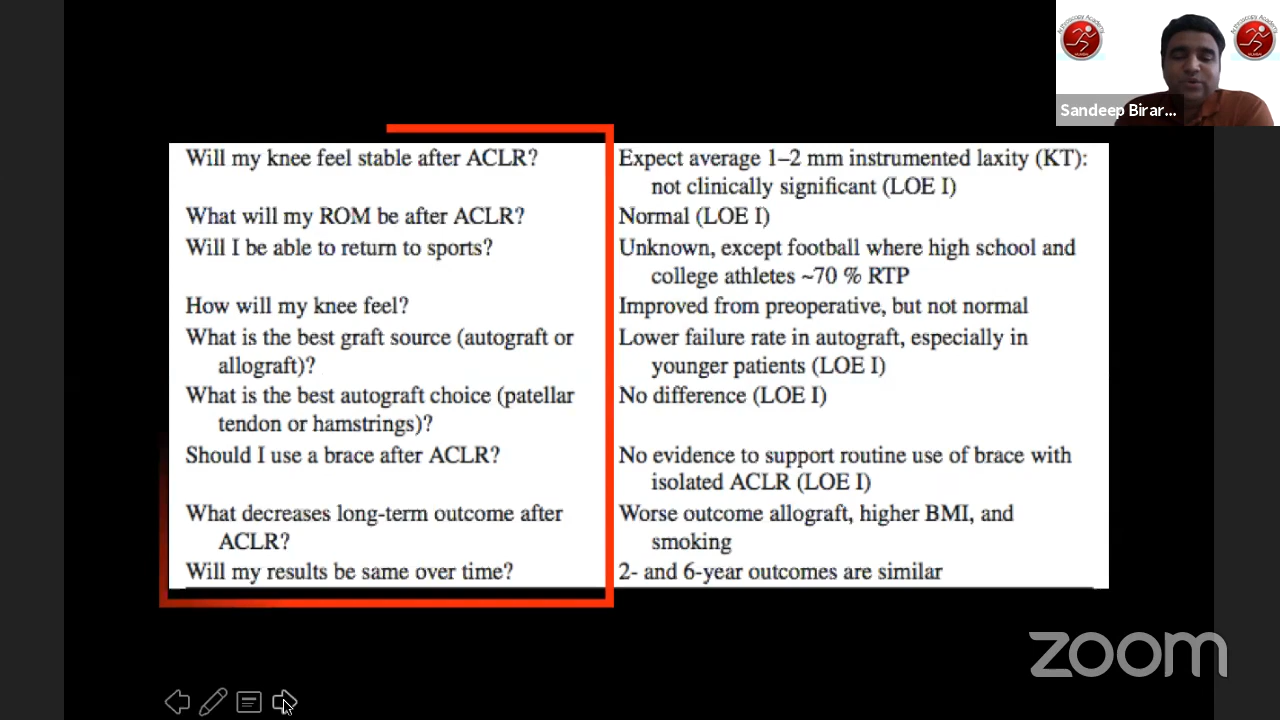 Arthroscopy Academy
MUMBAI
Arthroscopy Academy
MUMBAI
Sandeep Birar...
Will my knee feel stable after ACLR?
Expect average 1–2 mm instrumented laxity (KT):
not clinically significant (LOE I)
What will my ROM be after ACLR?
Normal (LOE I)
Will I be able to return to sports?
Unknown, except football where high school and
college athletes ~70 % RTP
How will my knee feel?
Improved from preoperative, but not normal
What is the best graft source (autograft or
allograft)?
Lower failure rate in autograft, especially in
younger patients (LOE I)
What is the best autograft choice (patellar
tendon or hamstrings)?
No difference (LOE I)
Should I use a brace after ACLR?
No evidence to support routine use of brace with
isolated ACLR (LOE I)
What decreases long-term outcome after
ACLR?
Worse outcome allograft, higher BMI, and
smoking
Will my results be same over time?
2- and 6-year outcomes are similar
zoom